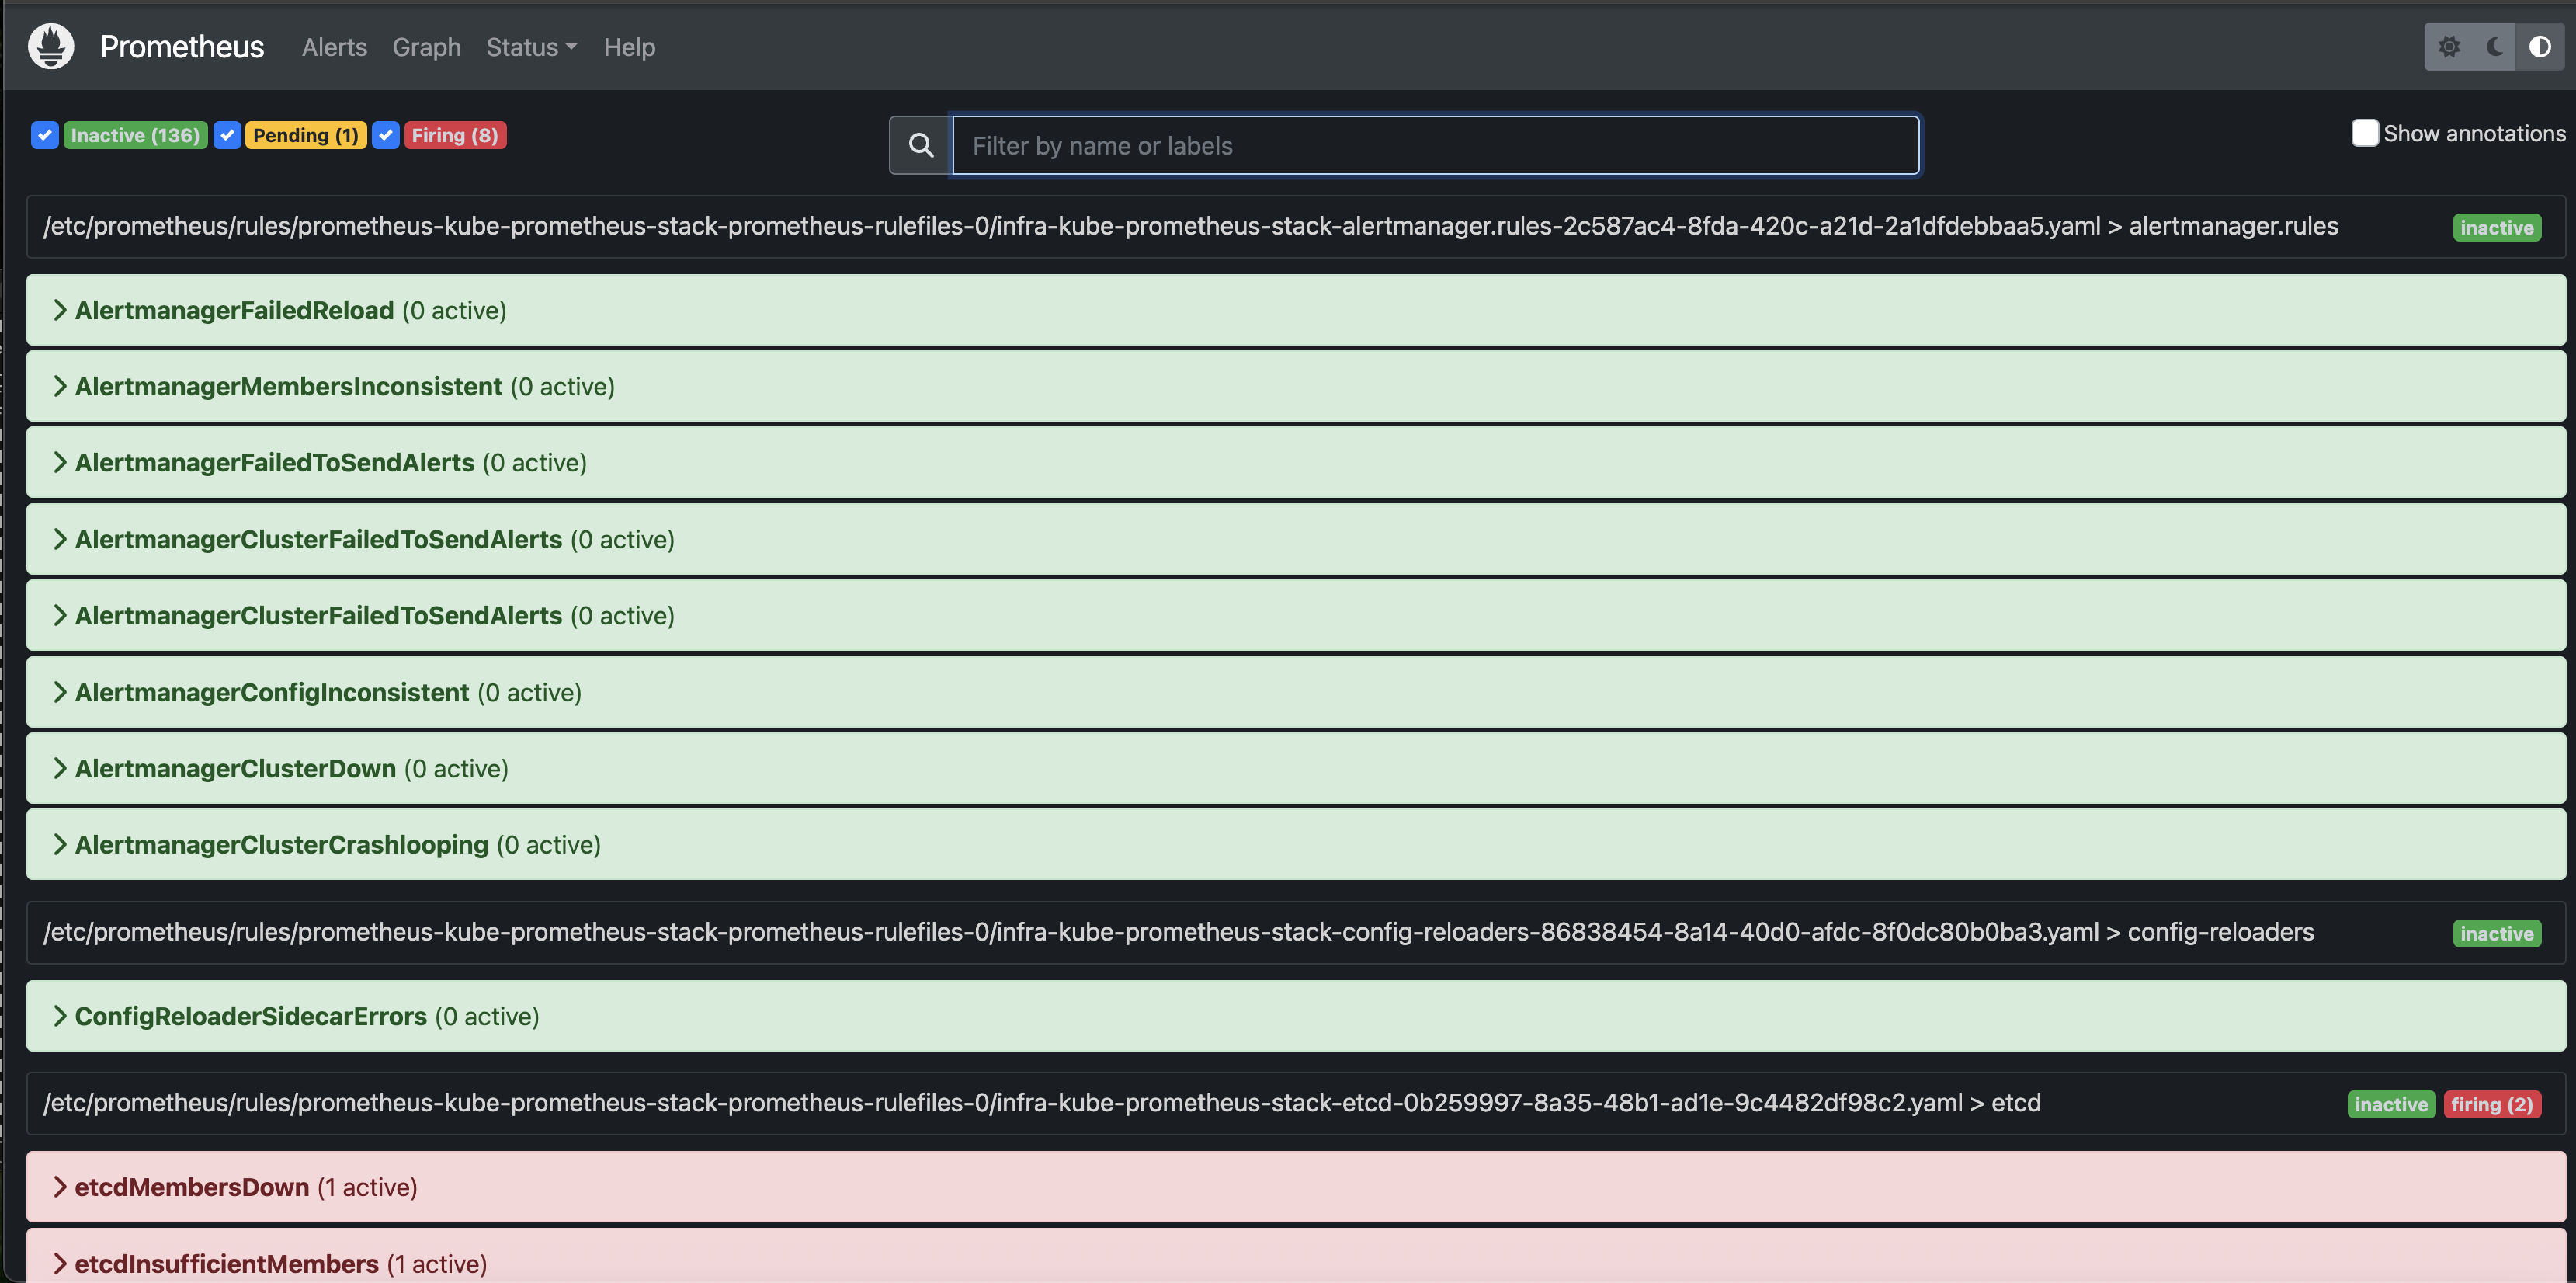 Prometheus Alerts Graph Status Help
Inactive (136) Pending (1) Firing (8) Filter by name or labels Show annotations
/etc/prometheus/rules/prometheus-kube-prometheus-stack-prometheus-rulefiles-0/infra-kube-prometheus-stack-alertmanager.rules-2c587ac4-8fda-420c-a21d-2a1dfdebbaa5.yaml > alertmanager.rules inactive
AlertmanagerFailedReload (0 active)
AlertmanagerMembersInconsistent (0 active)
AlertmanagerFailedToSendAlerts (0 active)
AlertmanagerClusterFailedToSendAlerts (0 active)
AlertmanagerClusterFailedToSendAlerts (0 active)
AlertmanagerConfigInconsistent (0 active)
AlertmanagerClusterDown (0 active)
AlertmanagerClusterCrashlooping (0 active)
/etc/prometheus/rules/prometheus-kube-prometheus-stack-prometheus-rulefiles-0/infra-kube-prometheus-stack-config-reloaders-86838454-8a14-40d0-afdc-8f0dc80b0ba3.yaml > config-reloaders inactive
ConfigReloaderSidecarErrors (0 active)
/etc/prometheus/rules/prometheus-kube-prometheus-stack-prometheus-rulefiles-0/infra-kube-prometheus-stack-etcd-0b259997-8a35-48b1-ad1e-9c4482df98c2.yaml > etcd inactive firing (2)
etcdMembersDown (1 active)
etcdInsufficientMembers (1 active)